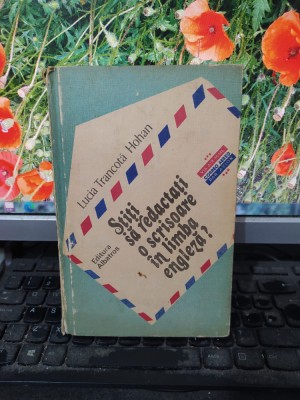 Lucia Trancotă Hohan
Știți
să redactați
o scrisoare
în limba
engleză?
Editura
Albatros